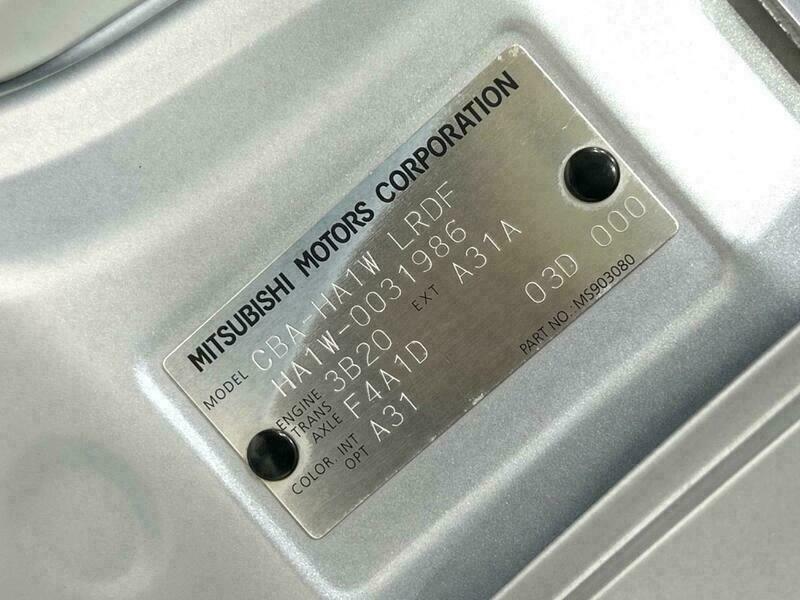 MITSUBISHI MOTORS CORPORATION
MODEL CBA-HA1W LRDF
HA1W-0031986
ENGINE 3B20 EXT A31A
TRANS AXLE F4A1D 03D 000
COLOR, INT OPT A31
PART NO.:MS903080